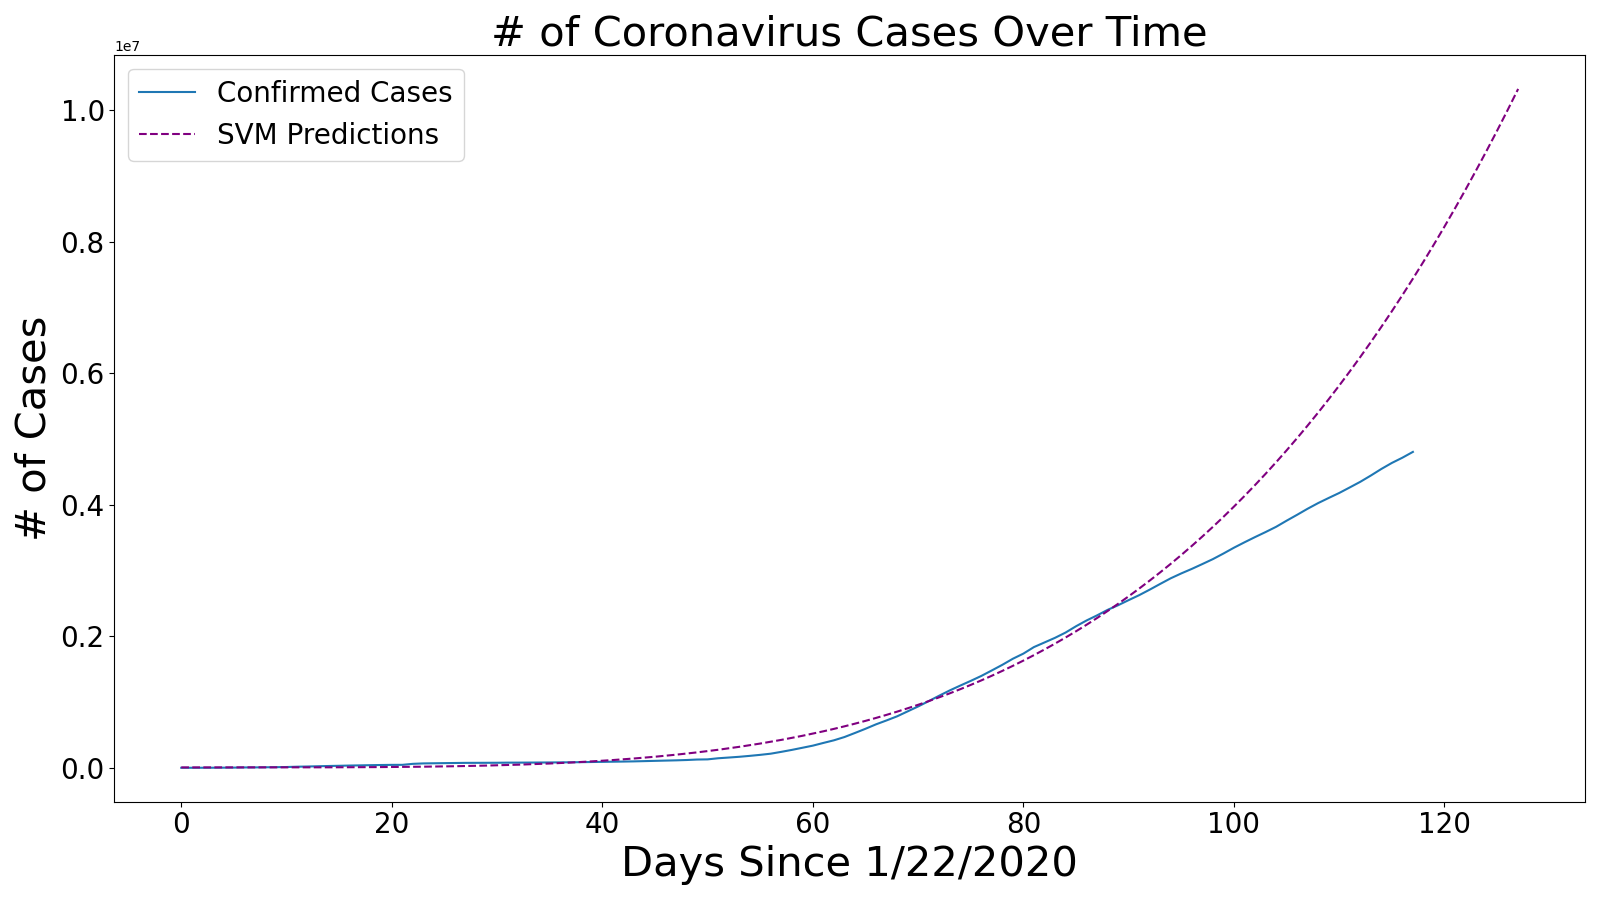 # of Coronavirus Cases Over Time
1e7
Confirmed Cases
SVM Predictions
1.0
0.8
0.6
0.4
0.2
0.0
# of Cases
0 20 40 60 80 100 120
Days Since 1/22/2020